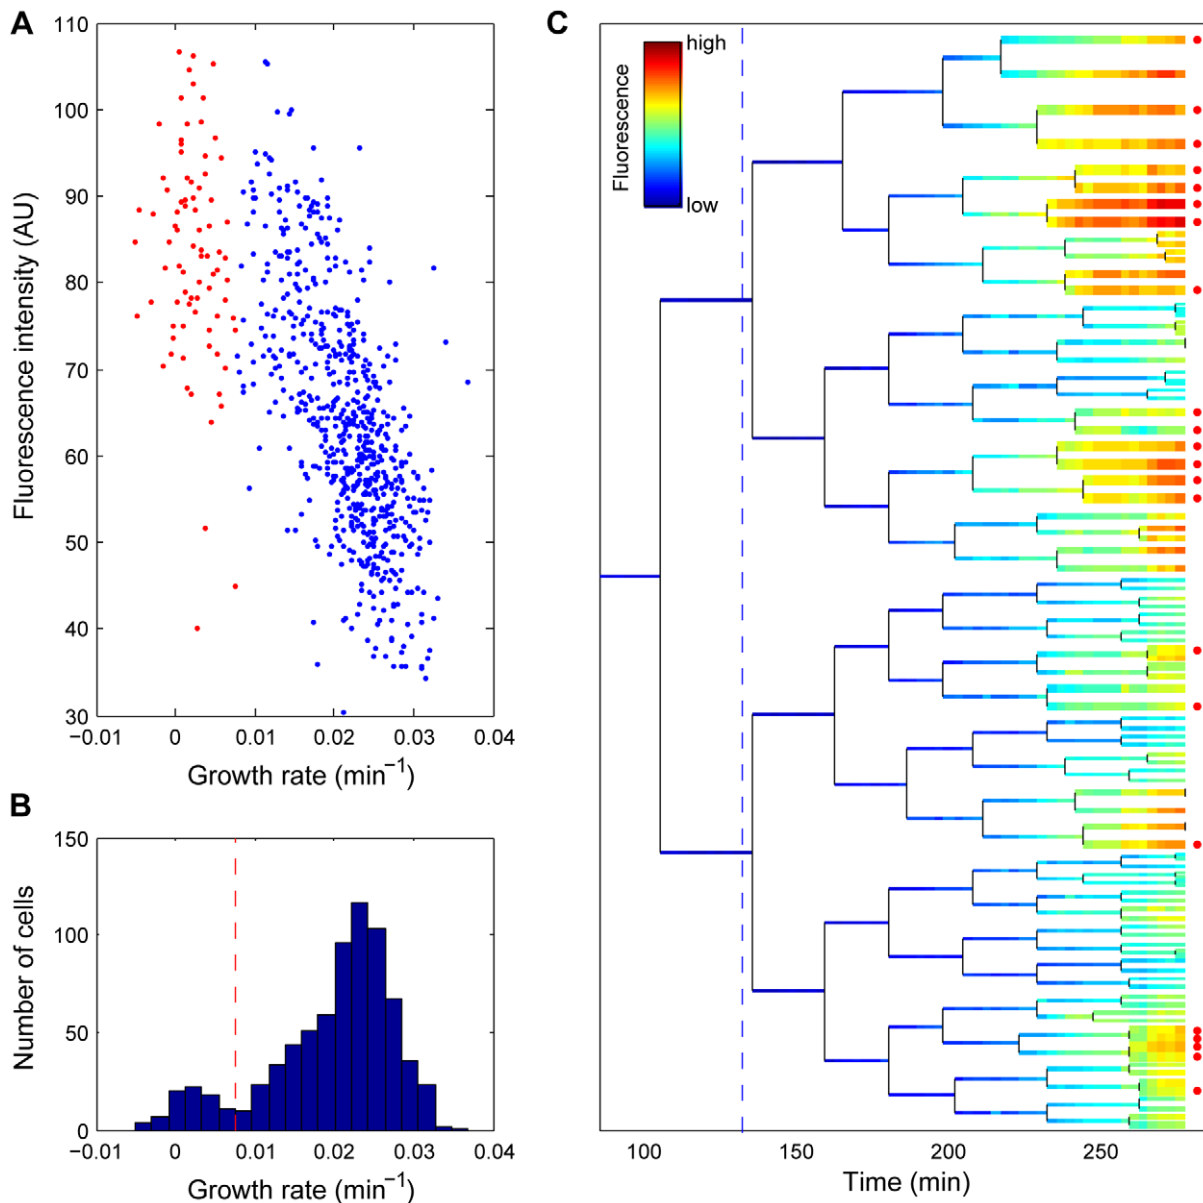 A
110
100
90
80
70
60
50
40
30
Fluorescence intensity (AU)
−0.01 0 0.01 0.02 0.03 0.04
Growth rate (min⁻¹)
B
150
100
50
0
Number of cells
−0.01 0 0.01 0.02 0.03 0.04
Growth rate (min⁻¹)
C
Fluorescence
high
low
100 150 200 250
Time (min)